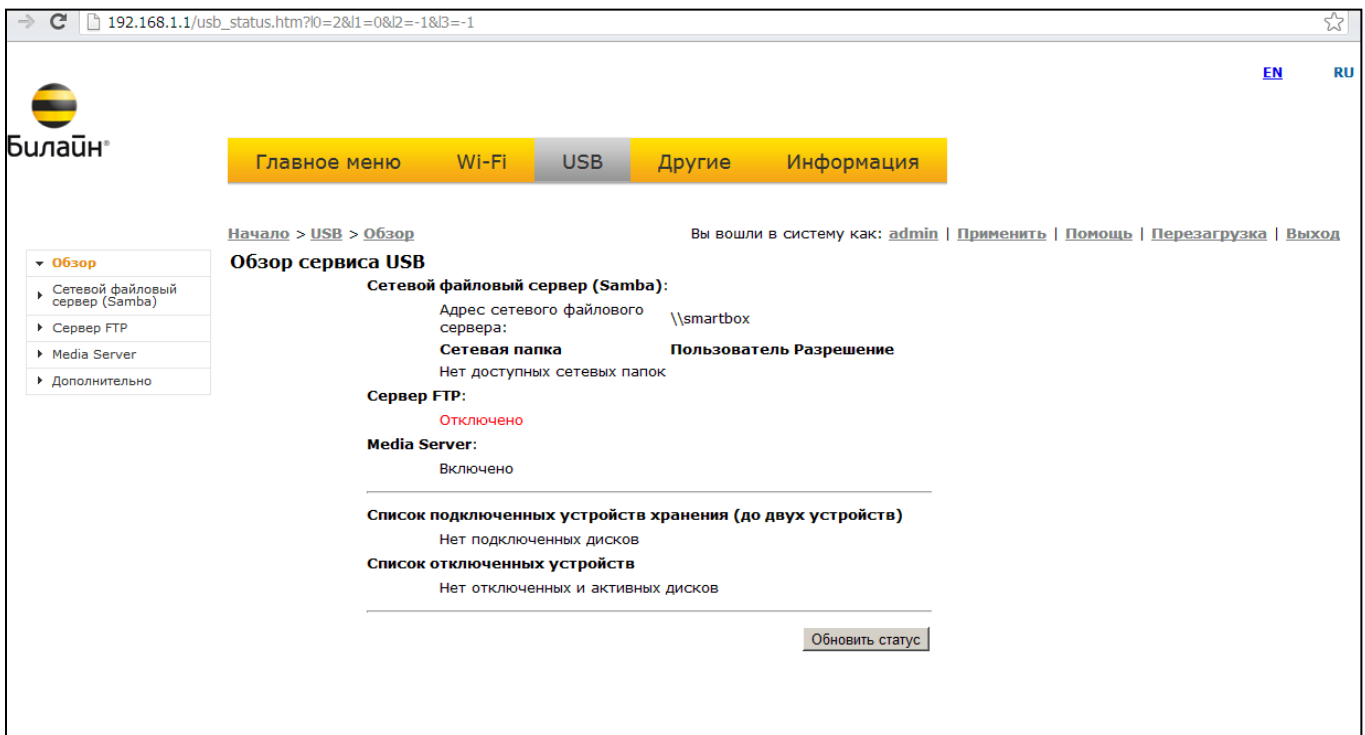 192.168.1.1/usb_status.htm?l0=2&l1=0&l2=-1&l3=-1
EN RU
Билайн®
Главное меню Wi-Fi USB Другие Информация
Начало > USB > Обзор Вы вошли в систему как: admin | Применить | Помощь | Перезагрузка | Выход
Обзор
Сетевой файловый
сервер (Samba)
Сервер FTP
Media Server
Дополнительно
Обзор сервиса USB
Сетевой файловый сервер (Samba):
Адрес сетевого файлового
сервера:
\\smartbox
Сетевая папка Пользователь Разрешение
Нет доступных сетевых папок
Сервер FTP:
Отключено
Media Server:
Включено
Список подключенных устройств хранения (до двух устройств)
Нет подключенных дисков
Список отключенных устройств
Нет отключенных и активных дисков
Обновить статус